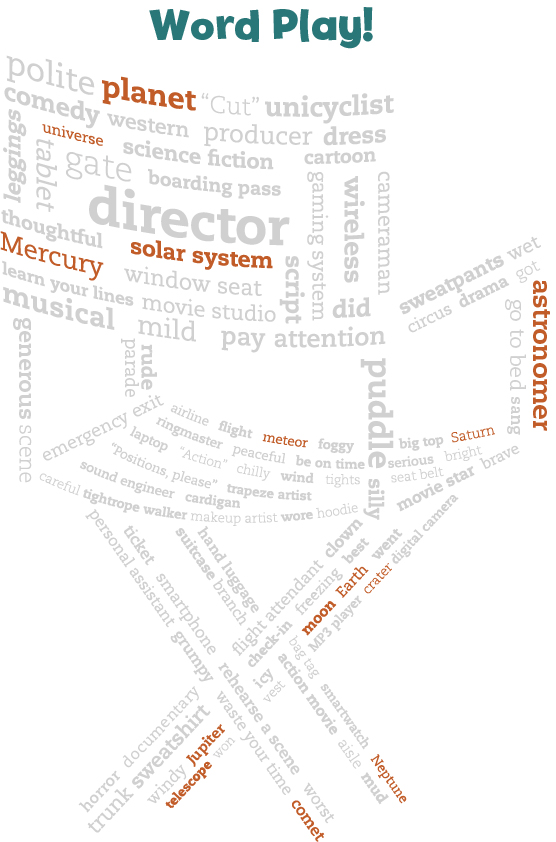 Word Play!
polite
planet
“Cut”
unicyclist
comedy
western
producer
dress
universe
science fiction
cartoon
leggings
tablet
gate
boarding pass
director
gaming system
wireless
cameraman
thoughtful
Mercury
solar system
script
learn your lines
window seat
musical
movie studio
did
mild
pay attention
sweatpants
wet
circus
drama
got
astronomer
go to bed
sang
generous
scene
parade
rude
puddle
silly
emergency exit
airline
flight
meteor
foggy
big top
Saturn
ringmaster
peaceful
be on time
serious
bright
laptop
“Action”
chilly
wind
tights
seat belt
brave
“positions, please”
sound engineer
cardigan
trapeze artist
movie star
careful
tightrope walker
makeup artist
wore
hoodie
personal assistant
ticket
suitcase
hand luggage
clown
best
went
digital camera
smartphone
branch
flight attendant
freezing
Earth
crater
moon
MP3 player
check-in
grumpy
rehearse a scene
icy
vest
bag tag
action movie
smartwatch
documentary
horror
sweatshirt
trunk
windy
Jupiter
telescope
won
waste your time
worst
comet
aisle
mud
Neptune